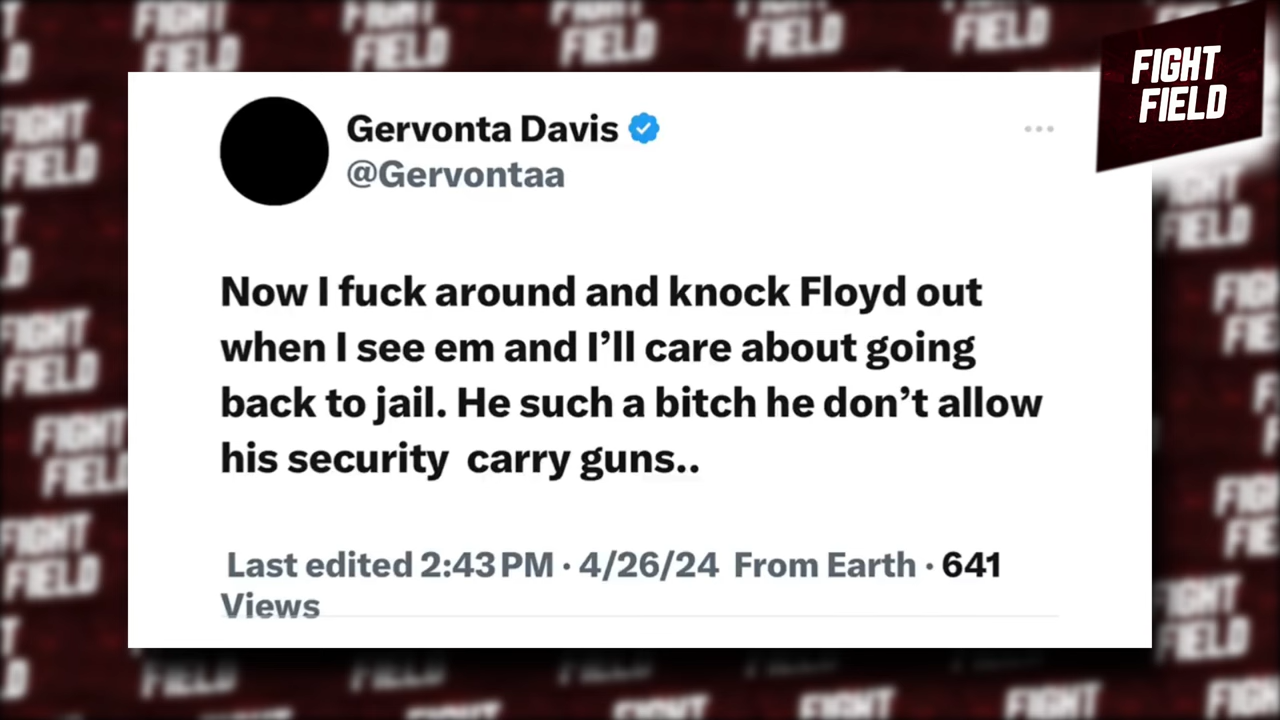 FIGHT
FIELD
Gervonta Davis
@Gervontaa
Now I fuck around and knock Floyd out
when I see em and I’ll care about going
back to jail. He such a bitch he don’t allow
his security  carry guns..
Last edited 2:43 PM · 4/26/24  From Earth · 641
Views